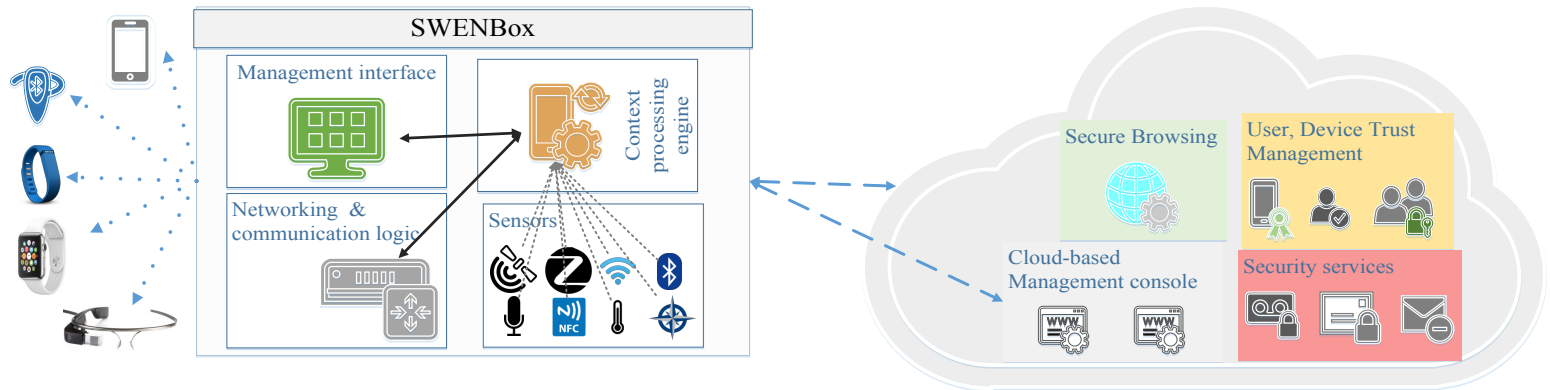 SWENBox
Management interface
Context
processing
engine
Networking &
communication logic
Sensors
Z
N))
NFC
Secure Browsing
User, Device Trust
Management
Cloud-based
Management console
WWW
WWW
Security services